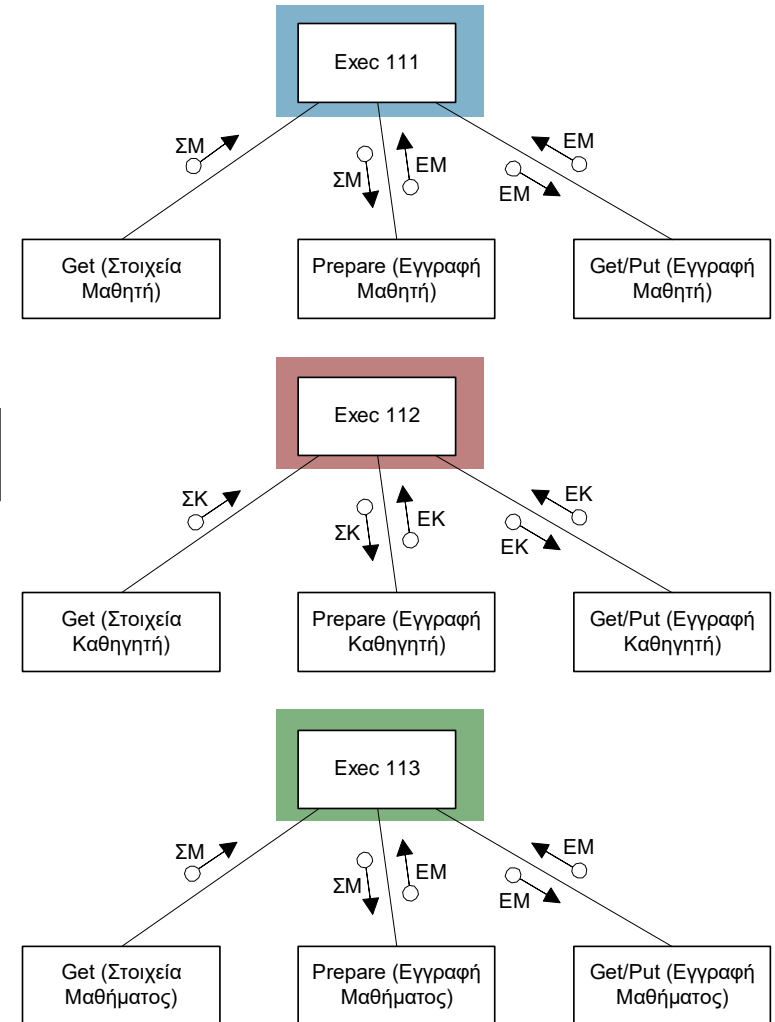 Exec 111
ΣΜ
ΣΜ
ΕΜ
ΕΜ
ΕΜ
Get (Στοιχεία
Μαθητή)
Prepare (Εγγραφή
Μαθητή)
Get/Put (Εγγραφή
Μαθητή)
Exec 112
ΣΚ
ΣΚ
ΕΚ
ΕΚ
ΕΚ
Get (Στοιχεία
Καθηγητή)
Prepare (Εγγραφή
Καθηγητή)
Get/Put (Εγγραφή
Καθηγητή)
Exec 113
ΣΜ
ΣΜ
ΕΜ
ΕΜ
ΕΜ
Get (Στοιχεία
Μαθήματος)
Prepare (Εγγραφή
Μαθήματος)
Get/Put (Εγγραφή
Μαθήματος)